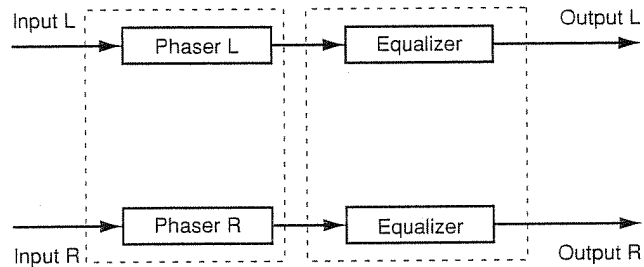 Input L
Output L
Phaser L
Equalizer
Phaser R
Equalizer
Input R
Output R